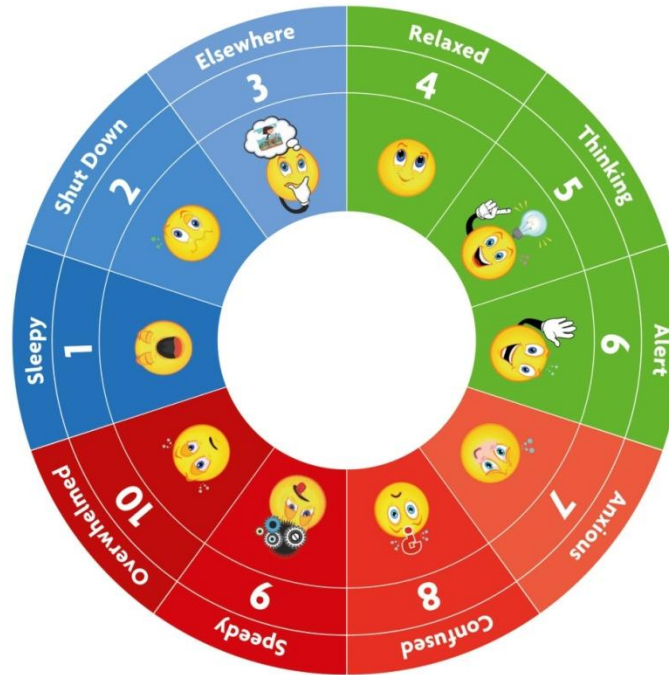 Sleepy
1
Shut Down
2
Elsewhere
3
Relaxed
4
Thinking
5
Alert
6
Anxious
7
Confused
8
Speedy
9
Overwhelmed
10